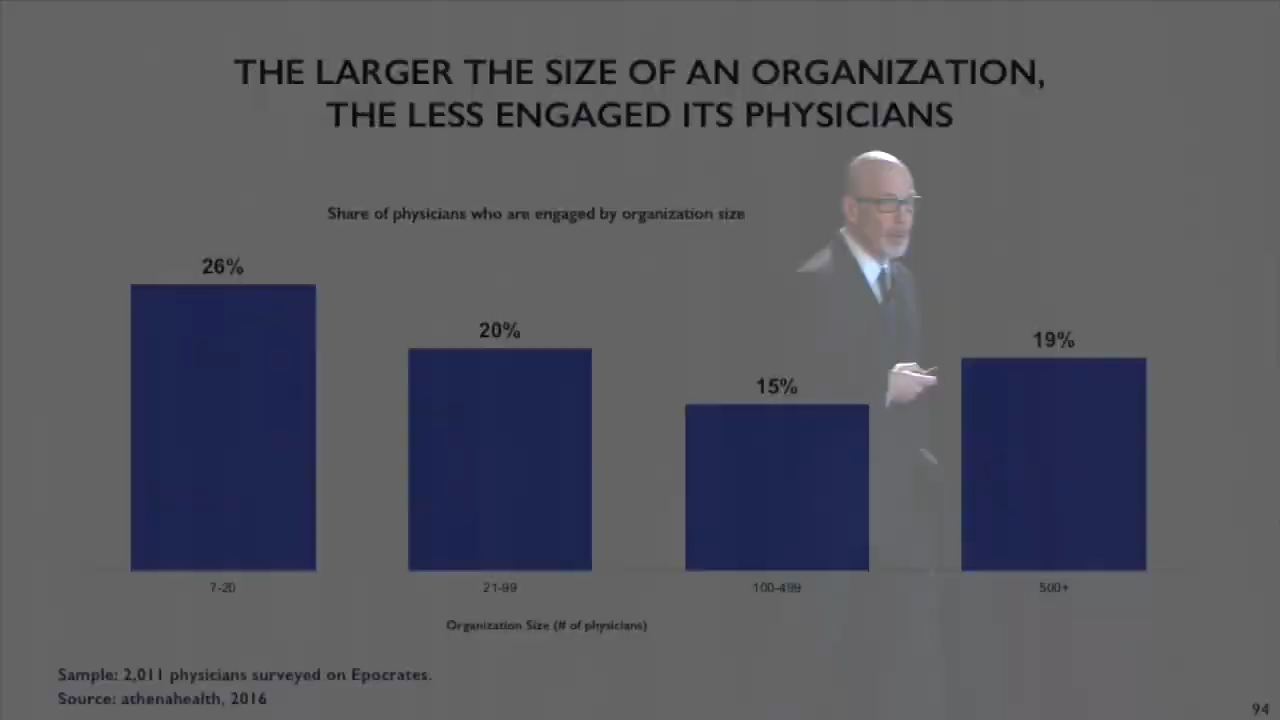 THE LARGER THE SIZE OF AN ORGANIZATION,
THE LESS ENGAGED ITS PHYSICIANS
Share of physicians who are engaged by organization size
26%
20%
15%
19%
7-20
21-99
100-499
500+
Organization Size (# of physicians)
Sample: 2,011 physicians surveyed on Epocrates.
Source: athenahealth, 2016
94